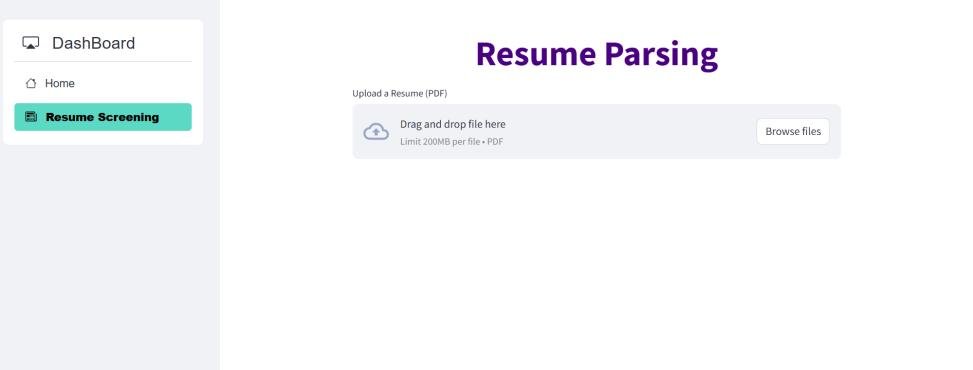 DashBoard
Home
Resume Screening
Resume Parsing
Upload a Resume (PDF)
Drag and drop file here
Limit 200MB per file • PDF
Browse files